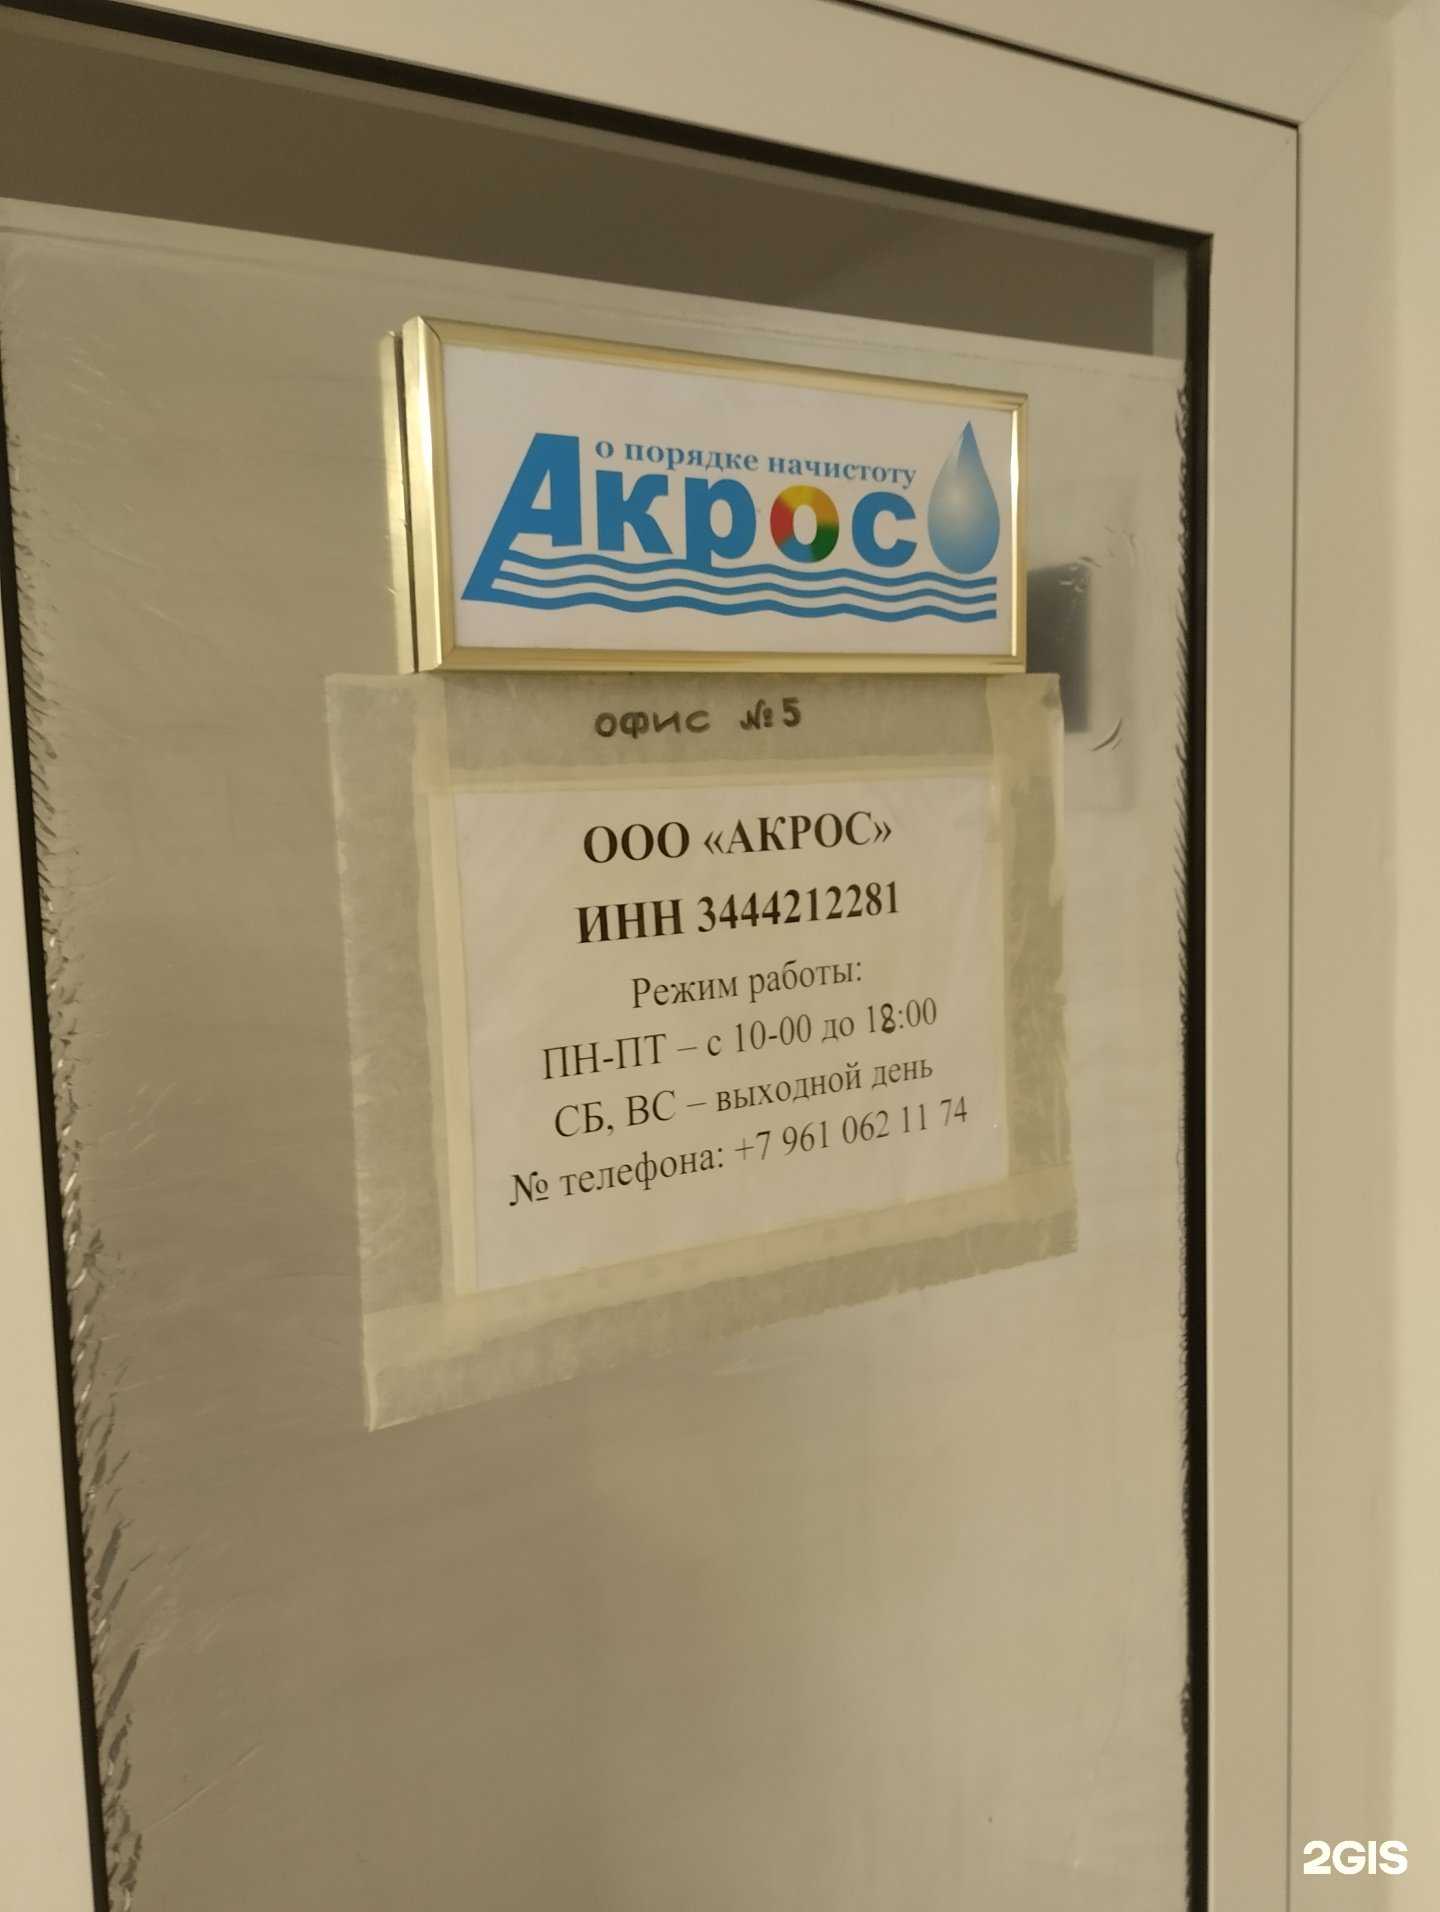 о порядке начистоту
Акрос
офис №5
ООО «АКРОС»
ИНН 3444212281
Режим работы:
ПН-ПТ – с 10-00 до 18:00
СБ, ВС – выходной день
№ телефона: +7 961 062 11 74
2GIS